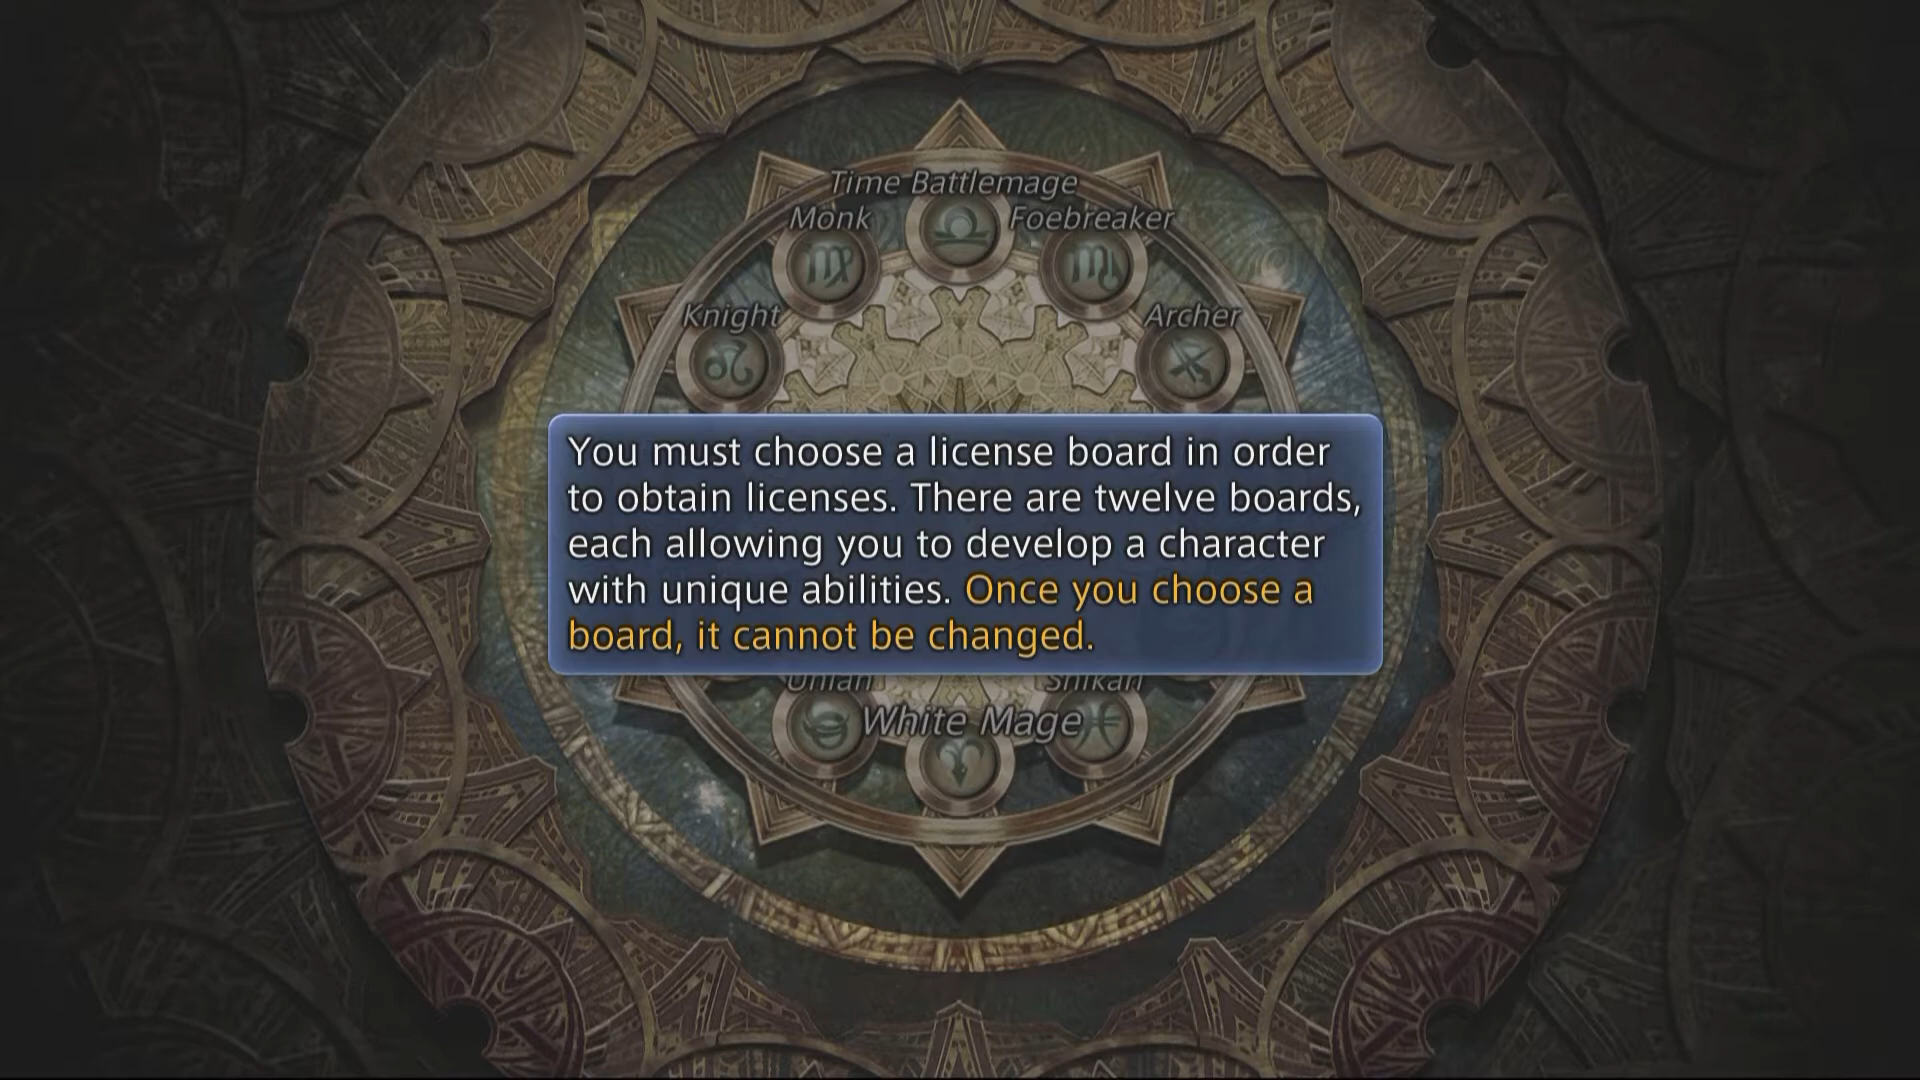 Time Battlemage
Monk
Foebreaker
Knight
Archer
You must choose a license board in order
to obtain licenses. There are twelve boards,
each allowing you to develop a character
with unique abilities. Once you choose a
board, it cannot be changed.
Uhlan
Shikari
White Mage